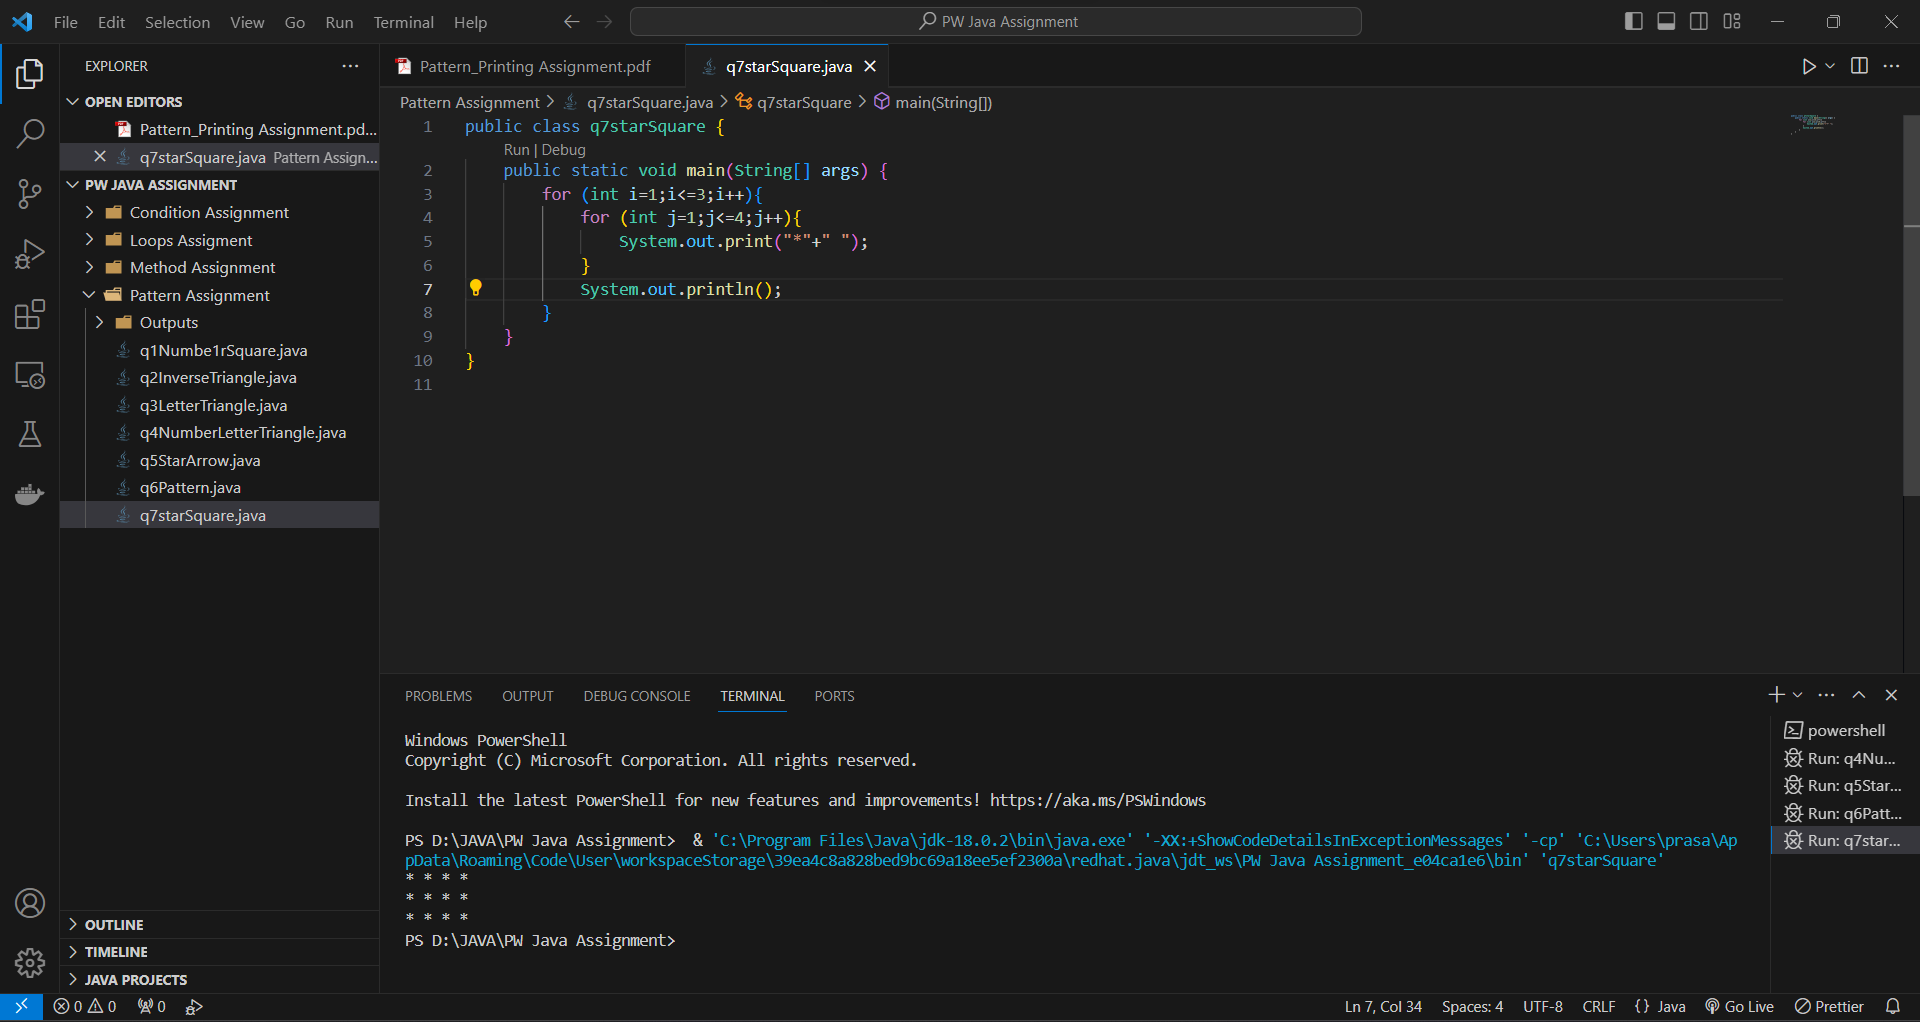 File Edit Selection View Go Run Terminal Help
PW Java Assignment
EXPLORER
OPEN EDITORS
Pattern_Printing Assignment.pd...
q7starSquare.java Pattern Assign...
PW JAVA ASSIGNMENT
Condition Assignment
Loops Assigment
Method Assignment
Pattern Assignment
Outputs
q1Numbe1rSquare.java
q2InverseTriangle.java
q3LetterTriangle.java
q4NumberLetterTriangle.java
q5StarArrow.java
q6Pattern.java
q7starSquare.java
OUTLINE
TIMELINE
JAVA PROJECTS
Pattern_Printing Assignment.pdf
q7starSquare.java
Pattern Assignment > q7starSquare.java > q7starSquare > main(String[])
1 public class q7starSquare {
Run | Debug
2 public static void main(String[] args) {
3 for (int i=1;i<=3;i++){
4 for (int j=1;j<=4;j++){
5 System.out.print("*"+" ");
6 }
7 System.out.println();
8 }
9 }
10 }
11
PROBLEMS OUTPUT DEBUG CONSOLE TERMINAL PORTS
Windows PowerShell
Copyright (C) Microsoft Corporation. All rights reserved.
Install the latest PowerShell for new features and improvements! https://aka.ms/PSWindows
PS D:\JAVA\PW Java Assignment>  & 'C:\Program Files\Java\jdk-18.0.2\bin\java.exe' '-XX:+ShowCodeDetailsInExceptionMessages' '-cp' 'C:\Users\prasa\Ap
pData\Roaming\Code\User\workspaceStorage\39ea4c8a828bed9bc69a18ee5ef2300a\redhat.java\jdt_ws\PW Java Assignment_e04ca1e6\bin' 'q7starSquare'
* * * *
* * * *
* * * *
PS D:\JAVA\PW Java Assignment>
powershell
Run: q4Nu...
Run: q5Star...
Run: q6Patt...
Run: q7star...
0 0 0
Ln 7, Col 34 Spaces: 4 UTF-8 CRLF {} Java Go Live Prettier